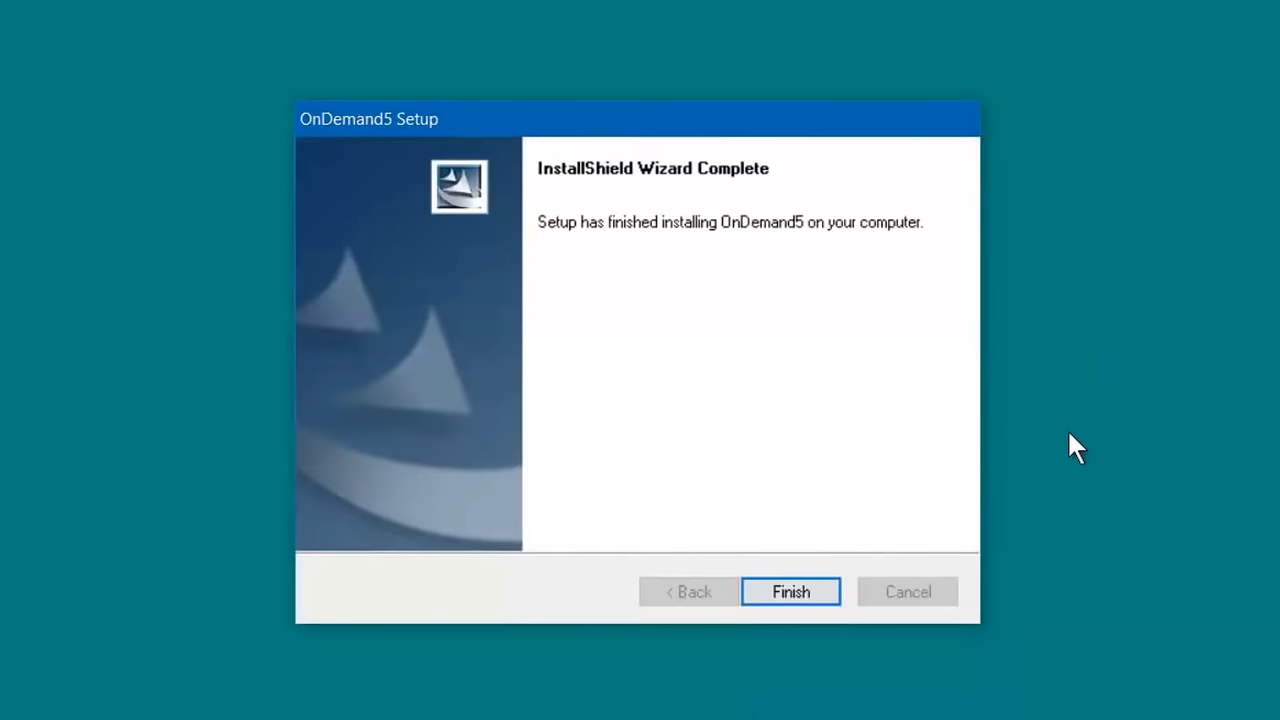 OnDemand5 Setup
InstallShield Wizard Complete
Setup has finished installing OnDemand5 on your computer.
< Back
Finish
Cancel